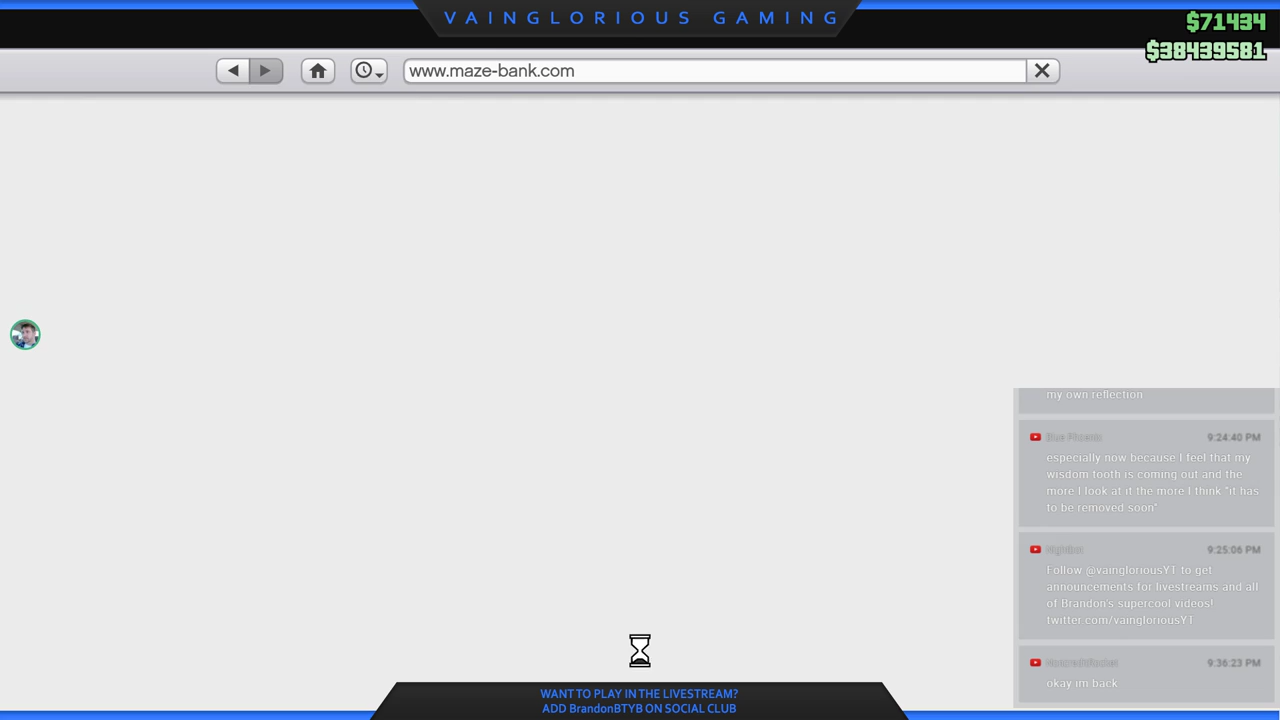 VAINGLORIOUS GAMING
$71434
$38439581
www.maze-bank.com
my own reflection
Blue Phoenix 9:24:40 PM
especially now because I feel that my
wisdom tooth is coming out and the
more I look at it the more I think "it has
to be removed soon"
Nightbot 9:25:06 PM
Follow @vaingloriousYT to get
announcements for livestreams and all
of Brandon's supercool videos!
twitter.com/vaingloriousYT
9:36:23 PM
okay im back
WANT TO PLAY IN THE LIVESTREAM?
ADD BrandonBTYB ON SOCIAL CLUB